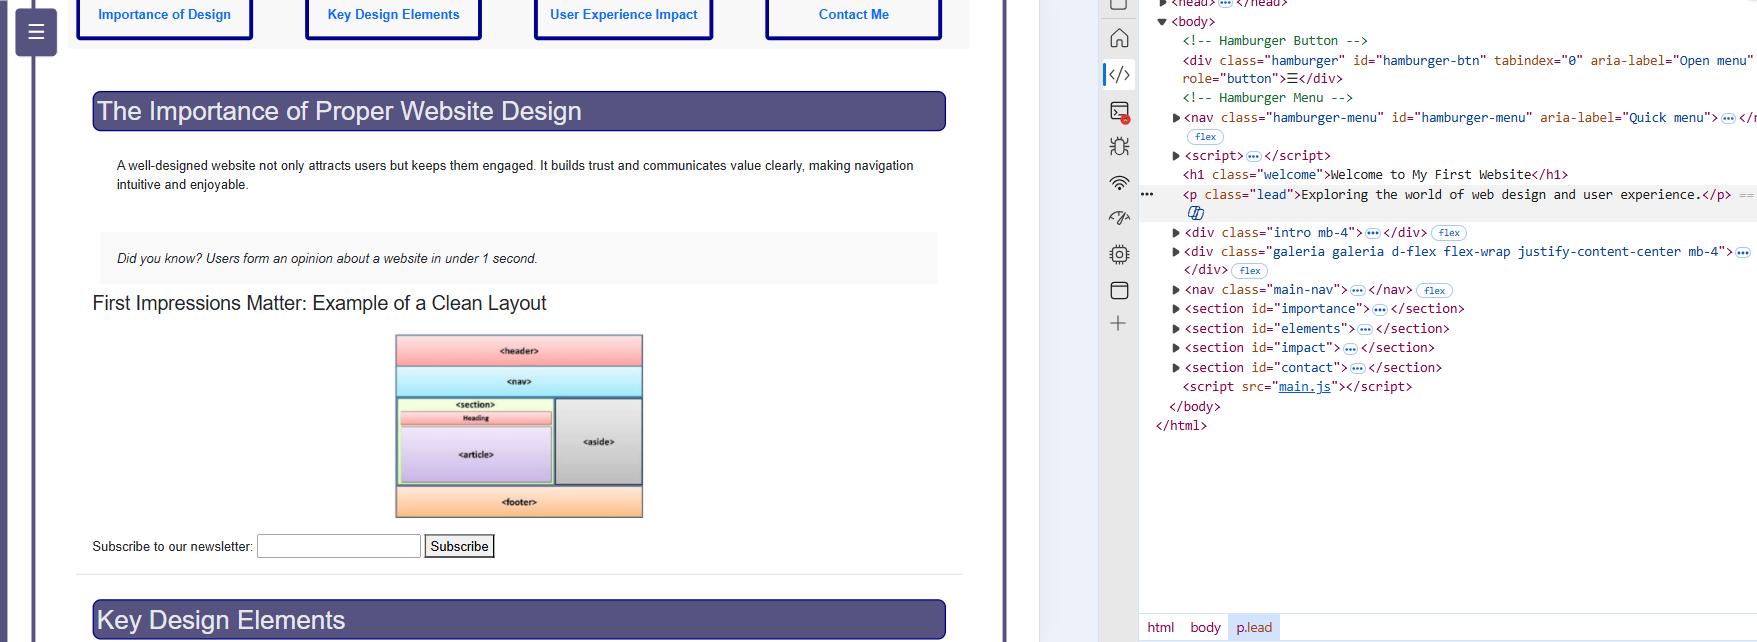 ☰
Importance of Design
Key Design Elements
User Experience Impact
Contact Me
The Importance of Proper Website Design
A well-designed website not only attracts users but keeps them engaged. It builds trust and communicates value clearly, making navigation
intuitive and enjoyable.
Did you know? Users form an opinion about a website in under 1 second.
First Impressions Matter: Example of a Clean Layout
<header>
<nav>
<section>
Heading
<article>
<aside>
<footer>
Subscribe to our newsletter:
Subscribe
Key Design Elements
<head> ••• </head>
<body>
<!-- Hamburger Button -->
<div class="hamburger" id="hamburger-btn" tabindex="0" aria-label="Open menu"
role="button">☰</div>
<!-- Hamburger Menu -->
<nav class="hamburger-menu" id="hamburger-menu" aria-label="Quick menu"> •••
flex
<script> ••• </script>
<h1 class="welcome">Welcome to My First Website</h1>
<p class="lead">Exploring the world of web design and user experience.</p> ==
<div class="intro mb-4"> ••• </div> flex
<div class="galeria galeria d-flex flex-wrap justify-content-center mb-4"> •••
</div> flex
<nav class="main-nav"> ••• </nav> flex
<section id="importance"> ••• </section>
<section id="elements"> ••• </section>
<section id="impact"> ••• </section>
<section id="contact"> ••• </section>
<script src="main.js"></script>
</body>
</html>
html body p.lead